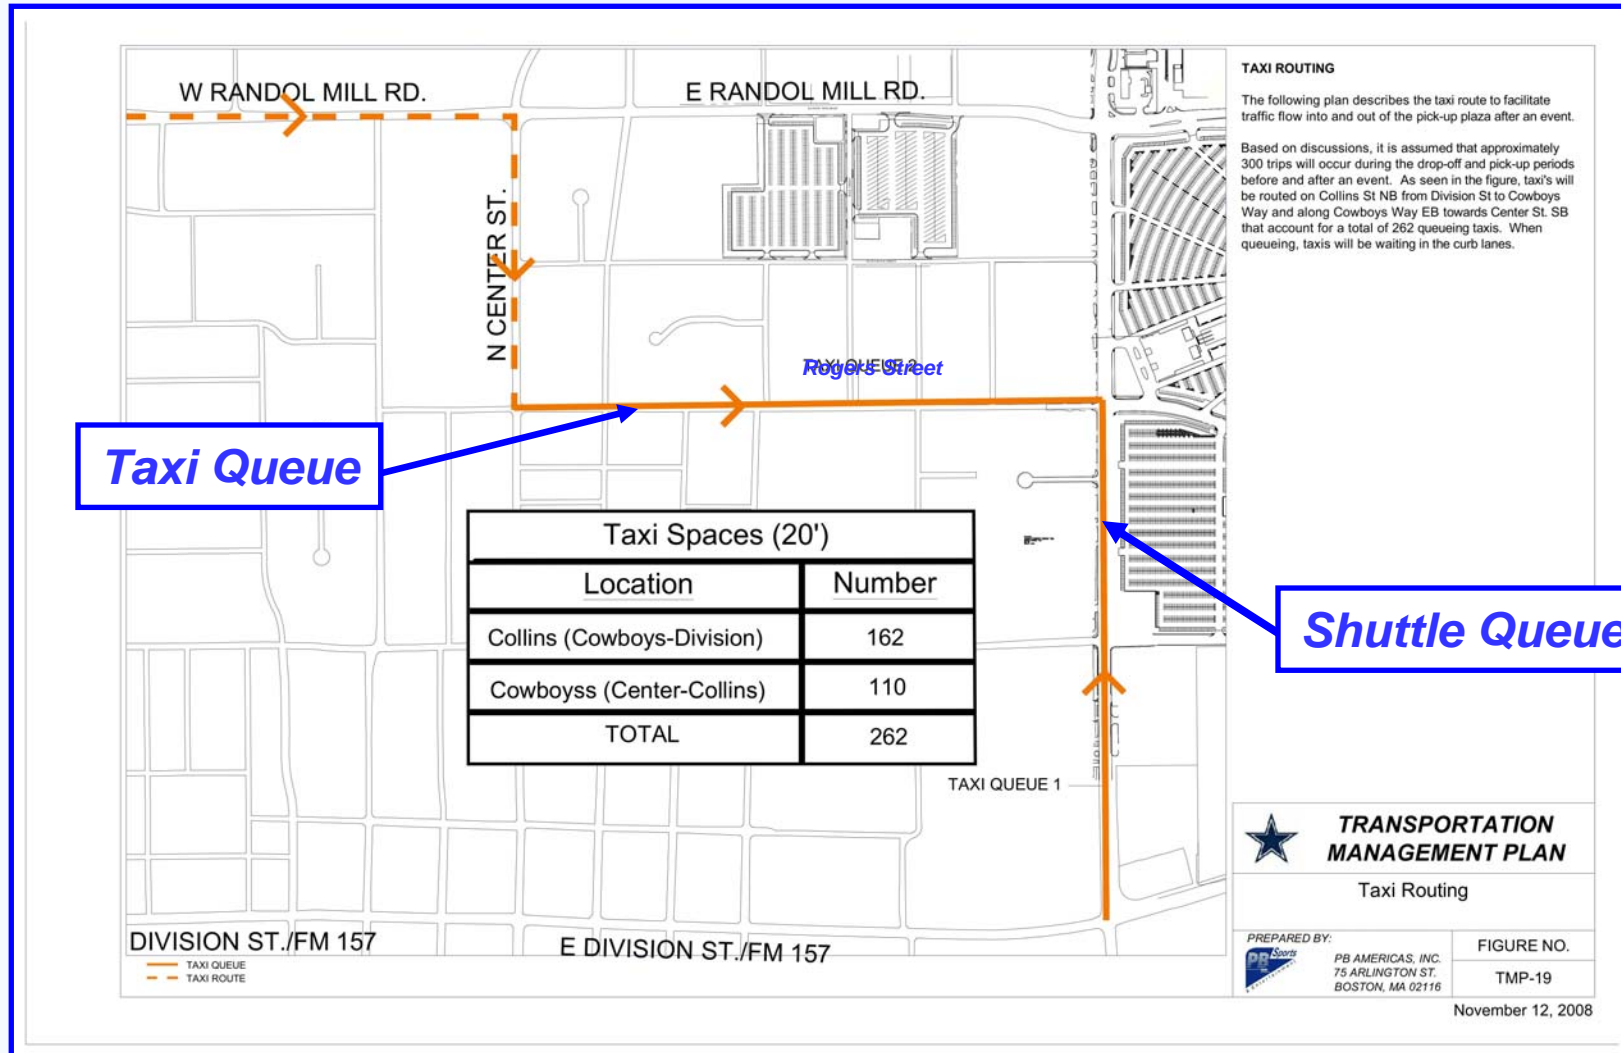 W RANDOL MILL RD.
E RANDOL MILL RD.
N CENTER ST.
TAXI QUEUE 2
Rogers Street
Taxi Queue
Taxi Spaces (20')
Location Number
Collins (Cowboys-Division) 162
Cowboyss (Center-Collins) 110
TOTAL 262
Shuttle Queue
TAXI QUEUE 1
DIVISION ST./FM 157
E DIVISION ST./FM 157
TAXI QUEUE
TAXI ROUTE
TAXI ROUTING
The following plan describes the taxi route to facilitate
traffic flow into and out of the pick-up plaza after an event.
Based on discussions, it is assumed that approximately
300 trips will occur during the drop-off and pick-up periods
before and after an event. As seen in the figure, taxi's will
be routed on Collins St NB from Division St to Cowboys
Way and along Cowboys Way EB towards Center St. SB
that account for a total of 262 queueing taxis. When
queueing, taxis will be waiting in the curb lanes.
TRANSPORTATION
MANAGEMENT PLAN
Taxi Routing
PREPARED BY:
PB Sports
& Entertainment
PB AMERICAS, INC.
75 ARLINGTON ST.
BOSTON, MA 02116
FIGURE NO.
TMP-19
November 12, 2008